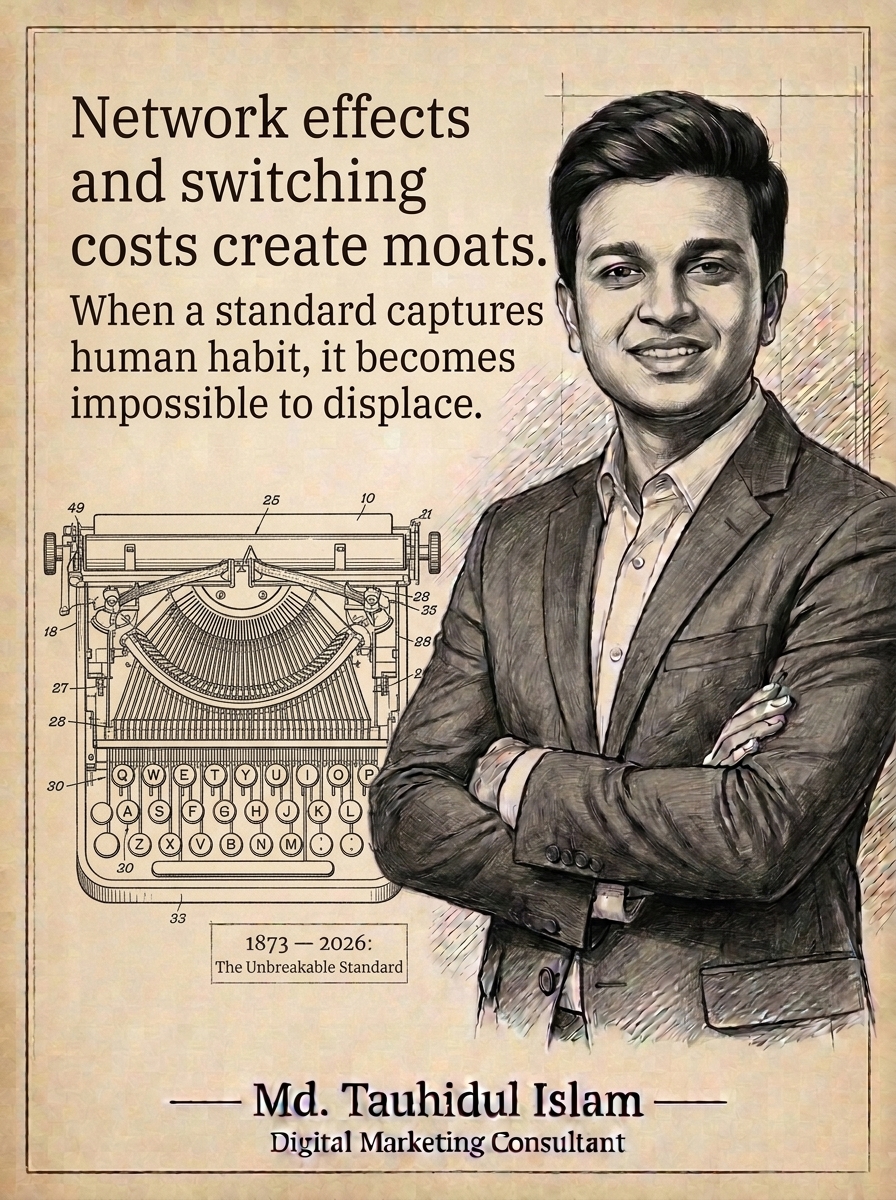 Network effects
and switching
costs create moats.
When a standard captures
human habit, it becomes
impossible to displace.
49
25
10
21
28
35
18
28
27
28
30
Q W E T Y U I O P
A S F G H J K L
Z X V B N M : ;
30
33
1873 — 2026:
The Unbreakable Standard
Md. Tauhidul Islam
Digital Marketing Consultant